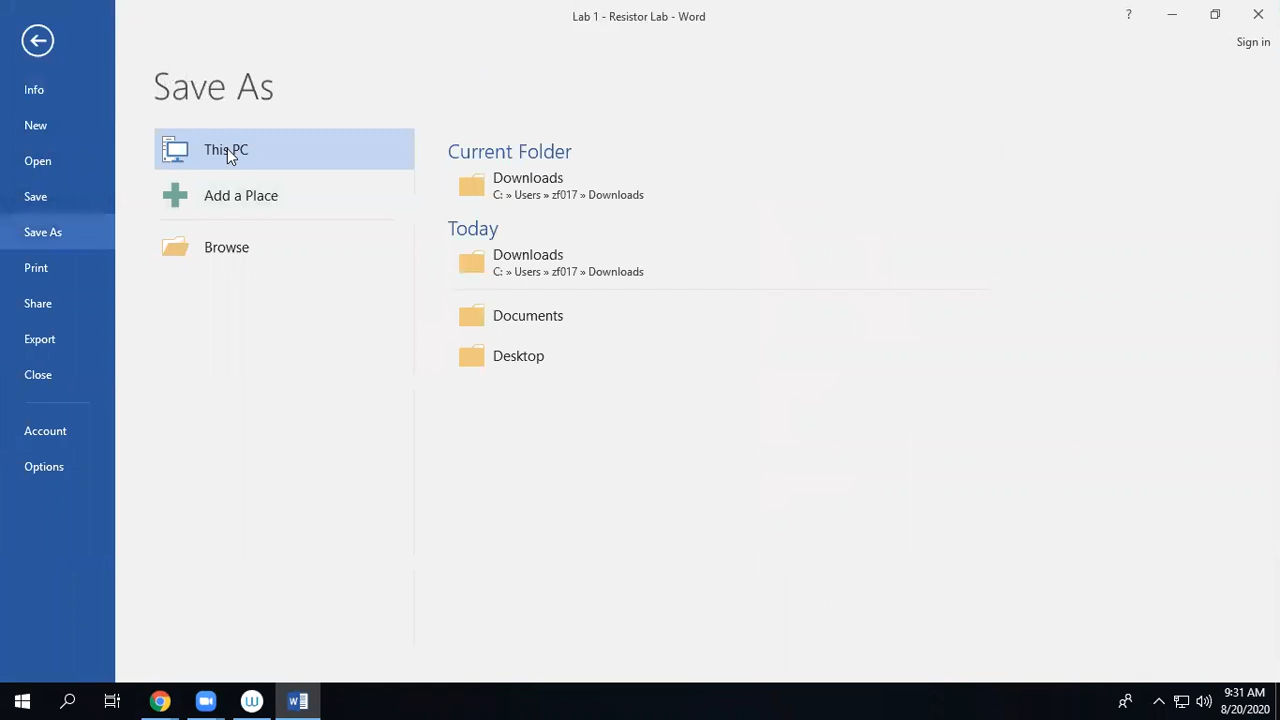 Lab 1 - Resistor Lab - Word
?
Sign in
Info
New
Open
Save
Save As
Print
Share
Export
Close
Account
Options
Save As
This PC
Add a Place
Browse
Current Folder
Downloads
C: » Users » zf017 » Downloads
Today
Downloads
C: » Users » zf017 » Downloads
Documents
Desktop
9:31 AM
8/20/2020